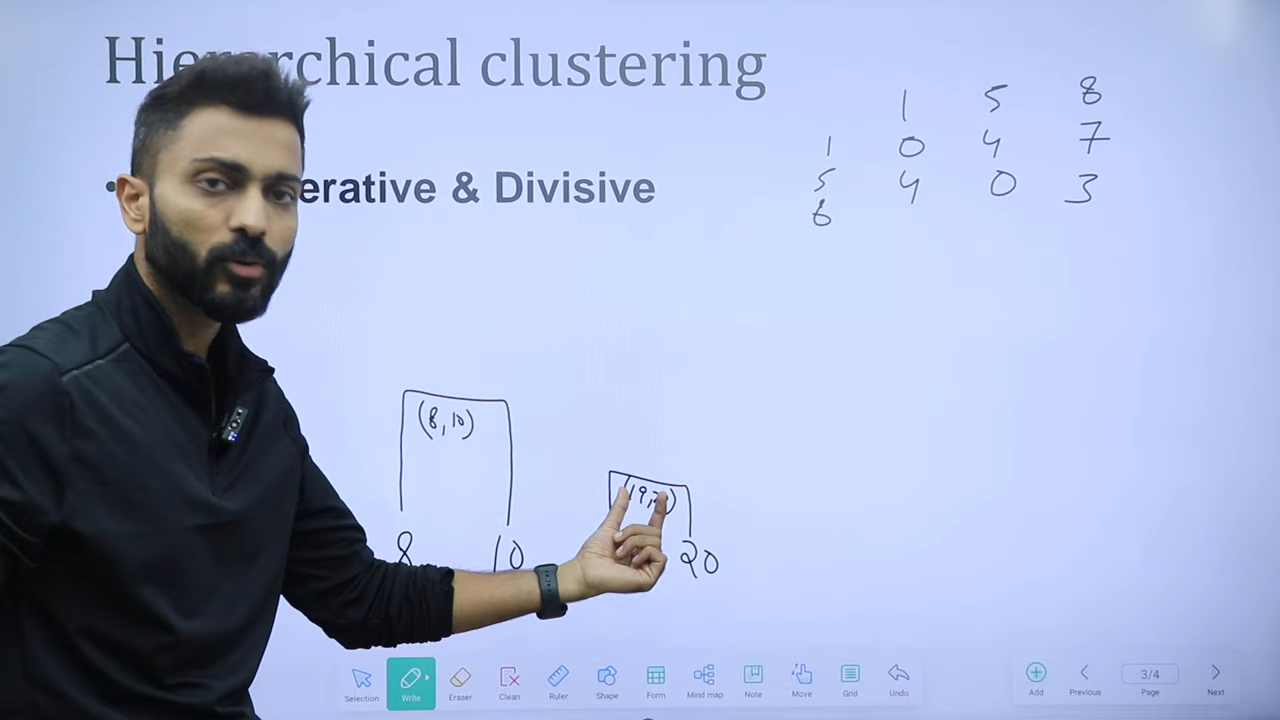 Hierarchical clustering
erative & Divisive
1 5 8
1 0 4 7
5 4 0 3
8
(8, 10)
8 10 20
Selection Write Eraser Clean Ruler Shape Form Mind map Note Move Grid Undo Add Previous 3/4 Page Next